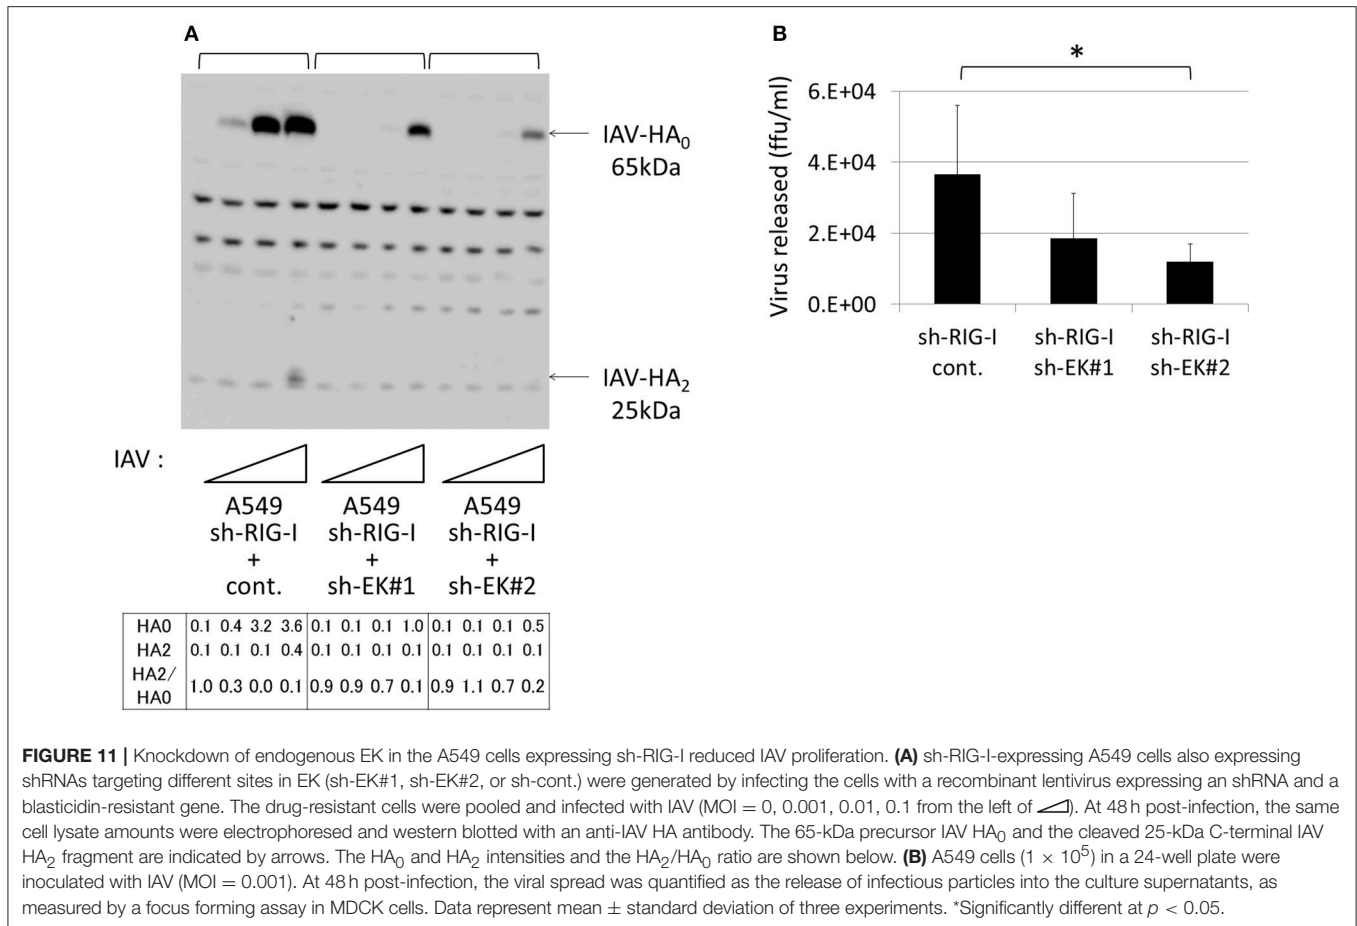 A
IAV-HA₀
65kDa
IAV-HA₂
25kDa
IAV :
A549 A549 A549
sh-RIG-I sh-RIG-I sh-RIG-I
+ + +
cont. sh-EK#1 sh-EK#2
HA0 0.1 0.4 3.2 3.6 0.1 0.1 0.1 1.0 0.1 0.1 0.1 0.5
HA2 0.1 0.1 0.1 0.4 0.1 0.1 0.1 0.1 0.1 0.1 0.1 0.1
HA2/
HA0 1.0 0.3 0.0 0.1 0.9 0.9 0.7 0.1 0.9 1.1 0.7 0.2
B
*
Virus released (ffu/ml)
6.E+04
4.E+04
2.E+04
0.E+00
sh-RIG-I sh-RIG-I sh-RIG-I
cont. sh-EK#1 sh-EK#2
FIGURE 11 | Knockdown of endogenous EK in the A549 cells expressing sh-RIG-I reduced IAV proliferation. (A) sh-RIG-I-expressing A549 cells also expressing
shRNAs targeting different sites in EK (sh-EK#1, sh-EK#2, or sh-cont.) were generated by infecting the cells with a recombinant lentivirus expressing an shRNA and a
blasticidin-resistant gene. The drug-resistant cells were pooled and infected with IAV (MOI = 0, 0.001, 0.01, 0.1 from the left of ). At 48 h post-infection, the same
cell lysate amounts were electrophoresed and western blotted with an anti-IAV HA antibody. The 65-kDa precursor IAV HA₀ and the cleaved 25-kDa C-terminal IAV
HA₂ fragment are indicated by arrows. The HA₀ and HA₂ intensities and the HA₂/HA₀ ratio are shown below. (B) A549 cells (1 × 10⁵) in a 24-well plate were
inoculated with IAV (MOI = 0.001). At 48 h post-infection, the viral spread was quantified as the release of infectious particles into the culture supernatants, as
measured by a focus forming assay in MDCK cells. Data represent mean ± standard deviation of three experiments. *Significantly different at p < 0.05.